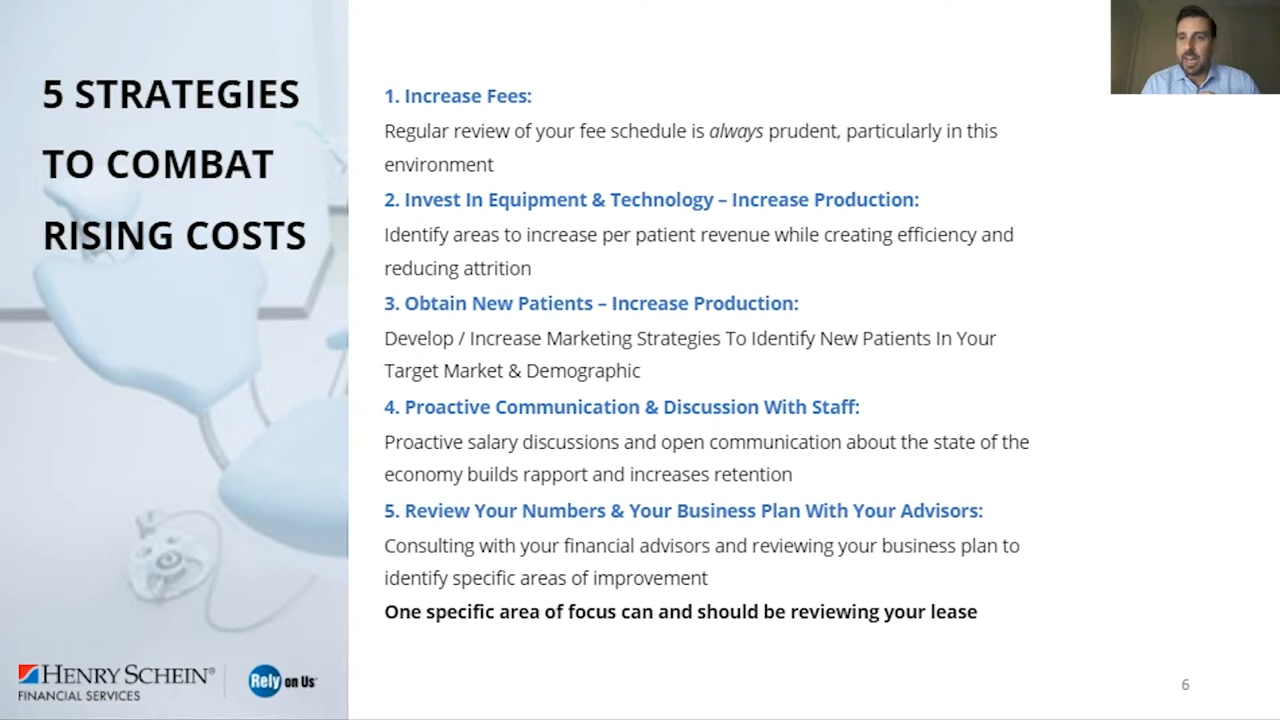 5 STRATEGIES
TO COMBAT
RISING COSTS
1. Increase Fees:
Regular review of your fee schedule is always prudent, particularly in this
environment
2. Invest In Equipment & Technology – Increase Production:
Identify areas to increase per patient revenue while creating efficiency and
reducing attrition
3. Obtain New Patients – Increase Production:
Develop / Increase Marketing Strategies To Identify New Patients In Your
Target Market & Demographic
4. Proactive Communication & Discussion With Staff:
Proactive salary discussions and open communication about the state of the
economy builds rapport and increases retention
5. Review Your Numbers & Your Business Plan With Your Advisors:
Consulting with your financial advisors and reviewing your business plan to
identify specific areas of improvement
One specific area of focus can and should be reviewing your lease
HENRY SCHEIN®
FINANCIAL SERVICES
Rely on Us™
6